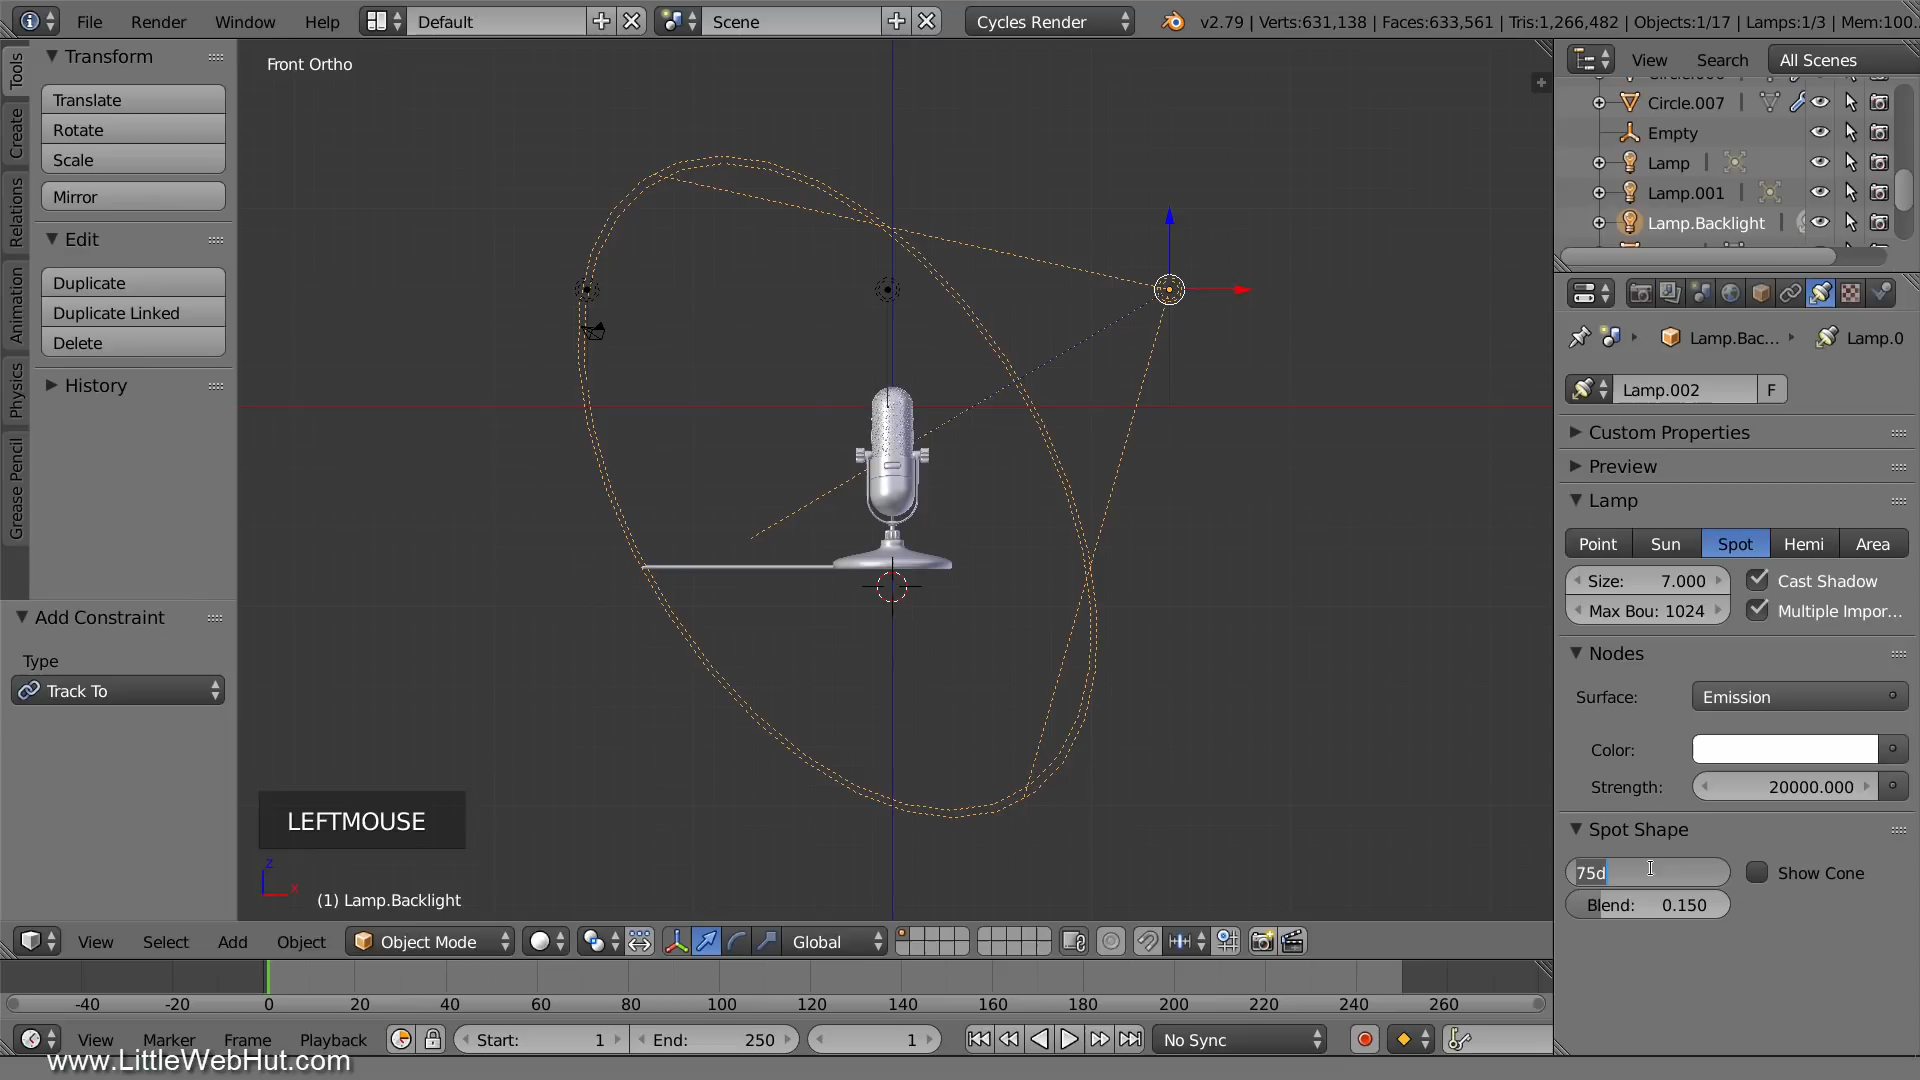 File Render Window Help Default Scene Cycles Render v2.79 | Verts:631,138 | Faces:633,561 | Tris:1,266,482 | Objects:1/17 | Lamps:1/3 | Mem:100.
Tools
Create
Relations
Animation
Physics
Grease Pencil
Transform
Translate
Rotate
Scale
Mirror
Edit
Duplicate
Duplicate Linked
Delete
History
Add Constraint
Type
Track To
Front Ortho
LEFTMOUSE
z
x
(1) Lamp.Backlight
View Search All Scenes
Circle.007
Empty
Lamp
Lamp.001
Lamp.Backlight
Lamp.Bac... Lamp.0
Lamp.002 F
Custom Properties
Preview
Lamp
Point Sun Spot Hemi Area
Size: 7.000 Cast Shadow
Max Bou: 1024 Multiple Impor...
Nodes
Surface: Emission
Color:
Strength: 20000.000
Spot Shape
75d Show Cone
Blend: 0.150
View Select Add Object Object Mode Global
-40 -20 0 20 40 60 80 100 120 140 160 180 200 220 240 260
View Marker Frame Playback Start: 1 End: 250 1 No Sync
www.LittleWebHut.com